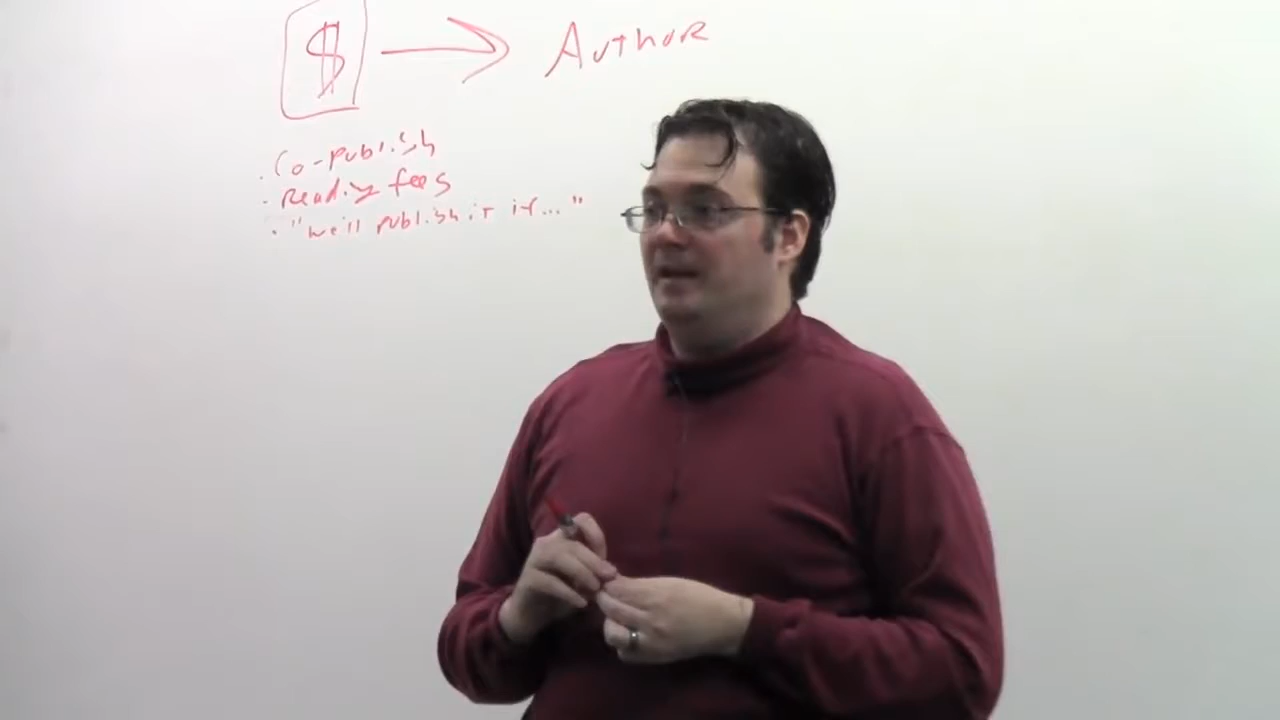 $ → Author
. Co-publish
. Reading fees
. "we'll publish it if..."